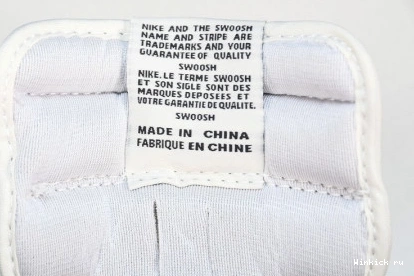 NIKE AND THE SWOOSH
NAME AND STRIPE ARE
TRADEMARKS AND YOUR
GUARANTEE OF QUALITY
SWOOSH
NIKE. LE TERME SWOOSH
ET SON SIGLE SONT DES
MARQUES DEPOSEES ET
VOTRE GARANTIE DE QUALITE.
SWOOSH
MADE IN CHINA
FABRIQUE EN CHINE
Winkick.ru